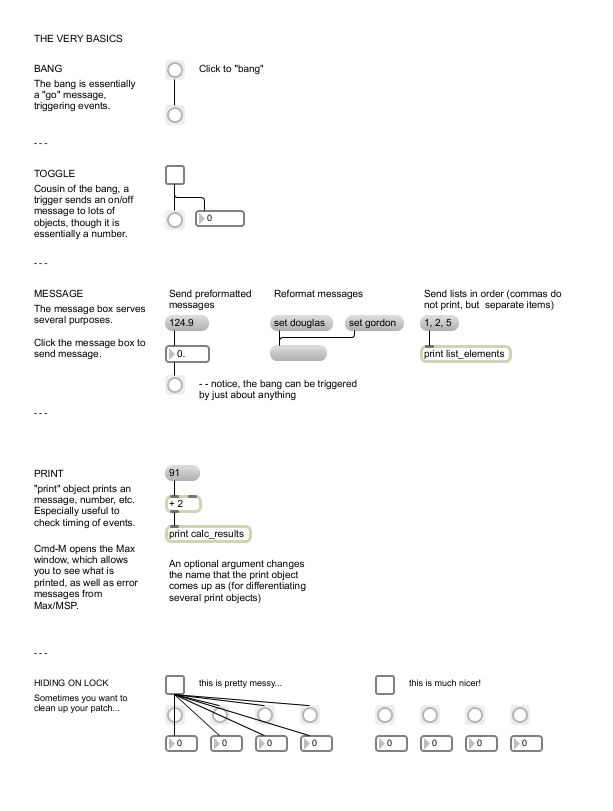 THE VERY BASICS
BANG
The bang is essentially
a "go" message,
triggering events.
Click to "bang"
- - -
TOGGLE
Cousin of the bang, a
trigger sends an on/off
message to lots of
objects, though it is
essentially a number.
0
- - -
MESSAGE
The message box serves
several purposes.
Click the message box to
send message.
Send preformatted
messages
124.9
0.
- - notice, the bang can be triggered
by just about anything
Reformat messages
set douglas
set gordon
Send lists in order (commas do
not print, but separate items)
1, 2, 5
print list_elements
- - -
PRINT
"print" object prints an
message, number, etc.
Especially useful to
check timing of events.
Cmd-M opens the Max
window, which allows
you to see what is
printed, as well as error
messages from
Max/MSP.
91
+ 2
print calc_results
An optional argument changes
the name that the print object
comes up as (for differentiating
several print objects)
- - -
HIDING ON LOCK
Sometimes you want to
clean up your patch...
this is pretty messy...
0 0 0 0
this is much nicer!
0 0 0 0